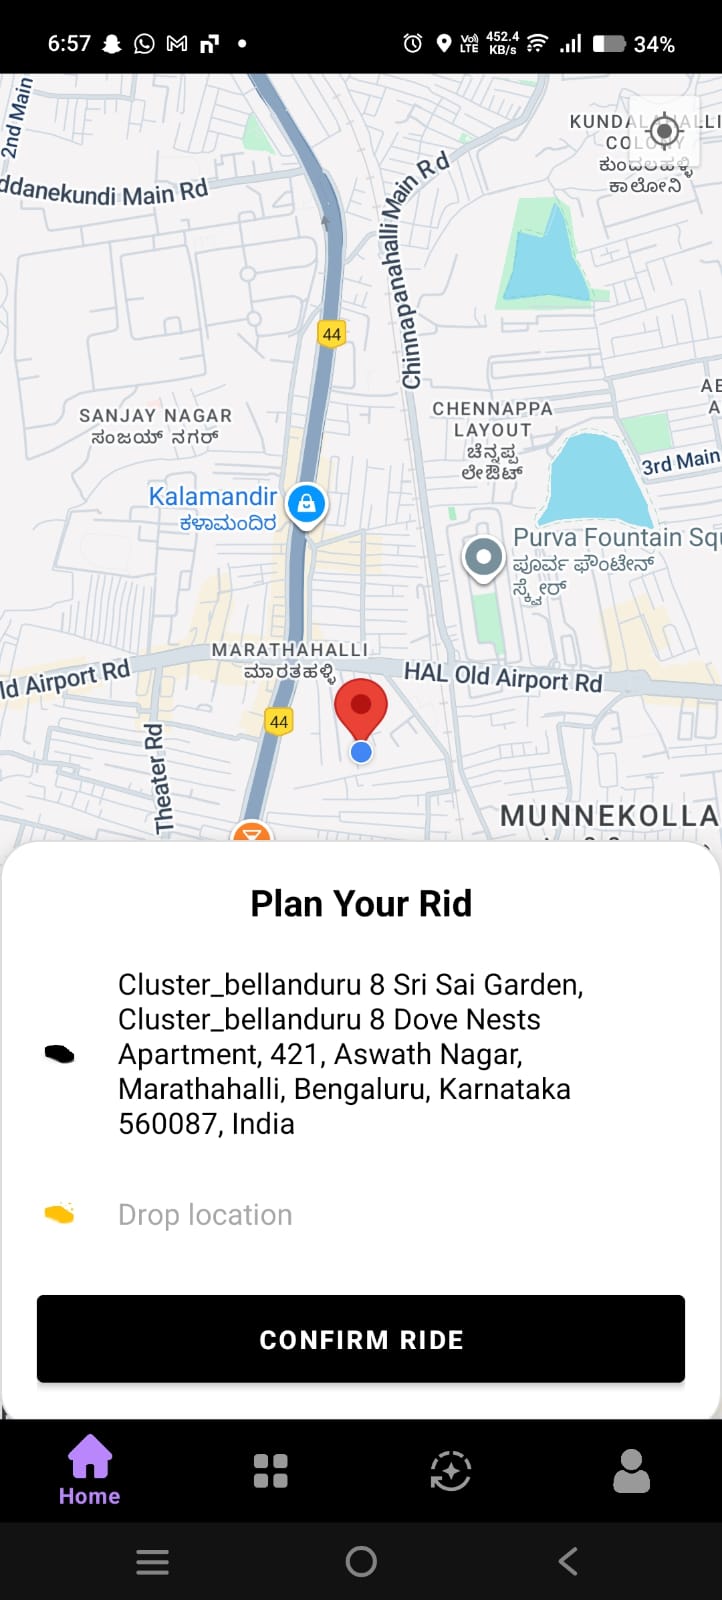 6:57
Vo)) LTE
452.4 KB/s
34%
2nd Main
ddanekundi Main Rd
Chinnapanahalli Main Rd
ಕುಂದಲಹಳ್ಳಿ
ಕಾಲೋನಿ
44
SANJAY NAGAR
ಸಂಜಯ್ ನಗರ್
CHENNAPPA
LAYOUT
ಚೆನ್ನಪ್ಪ
ಲೇಔಟ್
AE
A
3rd Main
Kalamandir
ಕಳಾಮಂದಿರ
Purva Fountain Squ
ಪೂರ್ವ ಫೌಂಟೇನ್
ಸ್ಕ್ವೇರ್
MARATHAHALLI
ಮಾರತಹಳ್ಳಿ
ld Airport Rd
HAL Old Airport Rd
44
Theater Rd
MUNNEKOLLA
Plan Your Rid
Cluster_bellanduru 8 Sri Sai Garden,
Cluster_bellanduru 8 Dove Nests
Apartment, 421, Aswath Nagar,
Marathahalli, Bengaluru, Karnataka
560087, India
Drop location
CONFIRM RIDE
Home